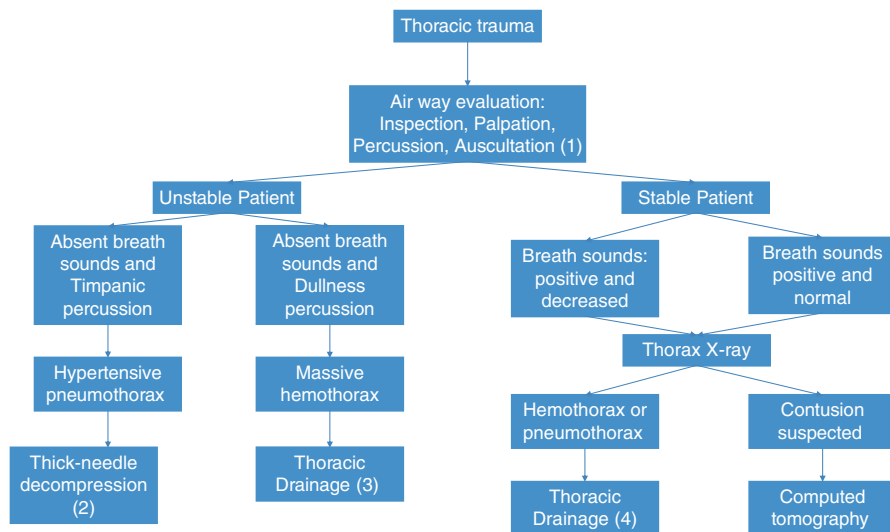 Thoracic trauma
Air way evaluation:
Inspection, Palpation,
Percussion, Auscultation (1)
Unstable Patient
Stable Patient
Absent breath
sounds and
Timpanic
percussion
Absent breath
sounds and
Dullness
percussion
Breath sounds:
positive and
decreased
Breath sounds
positive and
normal
Thorax X-ray
Hypertensive
pneumothorax
Massive
hemothorax
Hemothorax or
pneumothorax
Contusion
suspected
Thick-needle
decompression
(2)
Thoracic
Drainage (3)
Thoracic
Drainage (4)
Computed
tomography